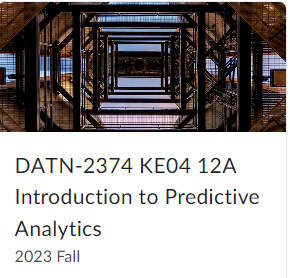 DATN-2374 KE04 12A
Introduction to Predictive
Analytics
2023 Fall